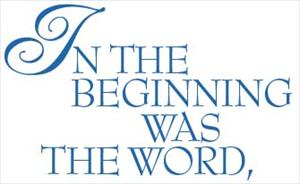 IN THE
BEGINNING
WAS
THE WORD,